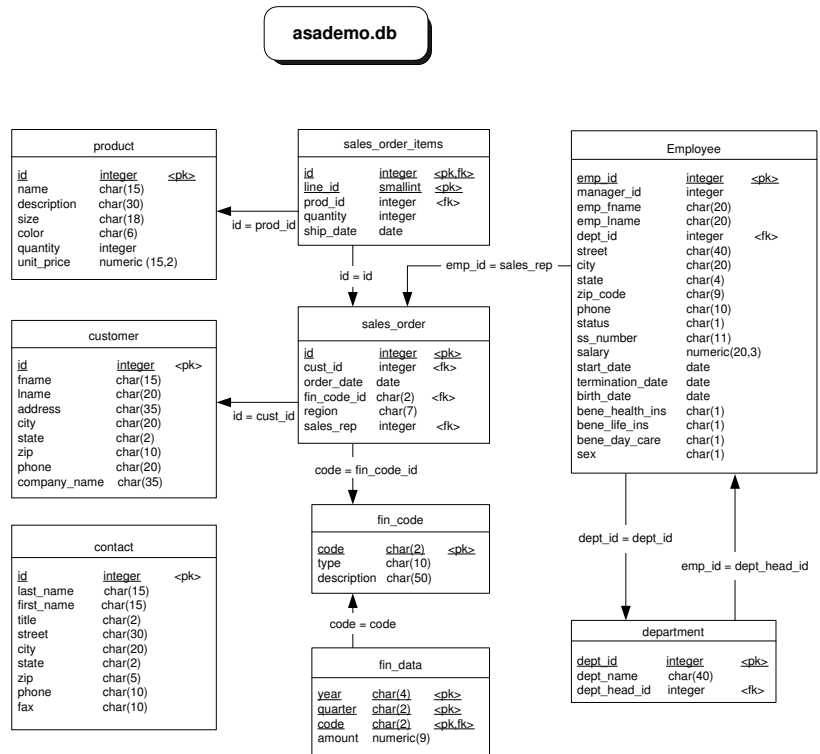 asademo.db
product
id integer <pk>
name char(15)
description char(30)
size char(18)
color char(6)
quantity integer
unit_price numeric (15,2)
id = prod_id
sales_order_items
id integer <pk,fk>
line_id smallint <pk>
prod_id integer <fk>
quantity integer
ship_date date
id = id
emp_id = sales_rep
Employee
emp_id integer <pk>
manager_id integer
emp_fname char(20)
emp_lname char(20)
dept_id integer <fk>
street char(40)
city char(20)
state char(4)
zip_code char(9)
phone char(10)
status char(1)
ss_number char(11)
salary numeric(20,3)
start_date date
termination_date date
birth_date date
bene_health_ins char(1)
bene_life_ins char(1)
bene_day_care char(1)
sex char(1)
customer
id integer <pk>
fname char(15)
lname char(20)
address char(35)
city char(20)
state char(2)
zip char(10)
phone char(20)
company_name char(35)
id = cust_id
sales_order
id integer <pk>
cust_id integer <fk>
order_date date
fin_code_id char(2) <fk>
region char(7)
sales_rep integer <fk>
code = fin_code_id
contact
id integer <pk>
last_name char(15)
first_name char(15)
title char(2)
street char(30)
city char(20)
state char(2)
zip char(5)
phone char(10)
fax char(10)
fin_code
code char(2) <pk>
type char(10)
description char(50)
code = code
fin_data
year char(4) <pk>
quarter char(2) <pk>
code char(2) <pk,fk>
amount numeric(9)
dept_id = dept_id
emp_id = dept_head_id
department
dept_id integer <pk>
dept_name char(40)
dept_head_id integer <fk>